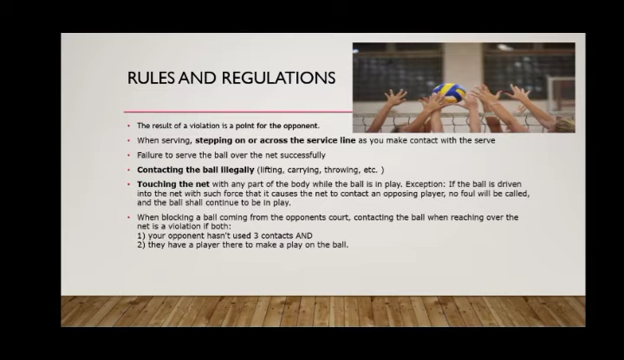 RULES AND REGULATIONS
• The result of a violation is a point for the opponent.
• When serving, stepping on or across the service line as you make contact with the serve
• Failure to serve the ball over the net successfully
• Contacting the ball illegally (lifting, carrying, throwing, etc. )
• Touching the net with any part of the body while the ball is in play. Exception: If the ball is driven
into the net with such force that it causes the net to contact an opposing player, no foul will be called,
and the ball shall continue to be in play.
• When blocking a ball coming from the opponents court, contacting the ball when reaching over the
net is a violation if both:
1) your opponent hasn't used 3 contacts AND
2) they have a player there to make a play on the ball.